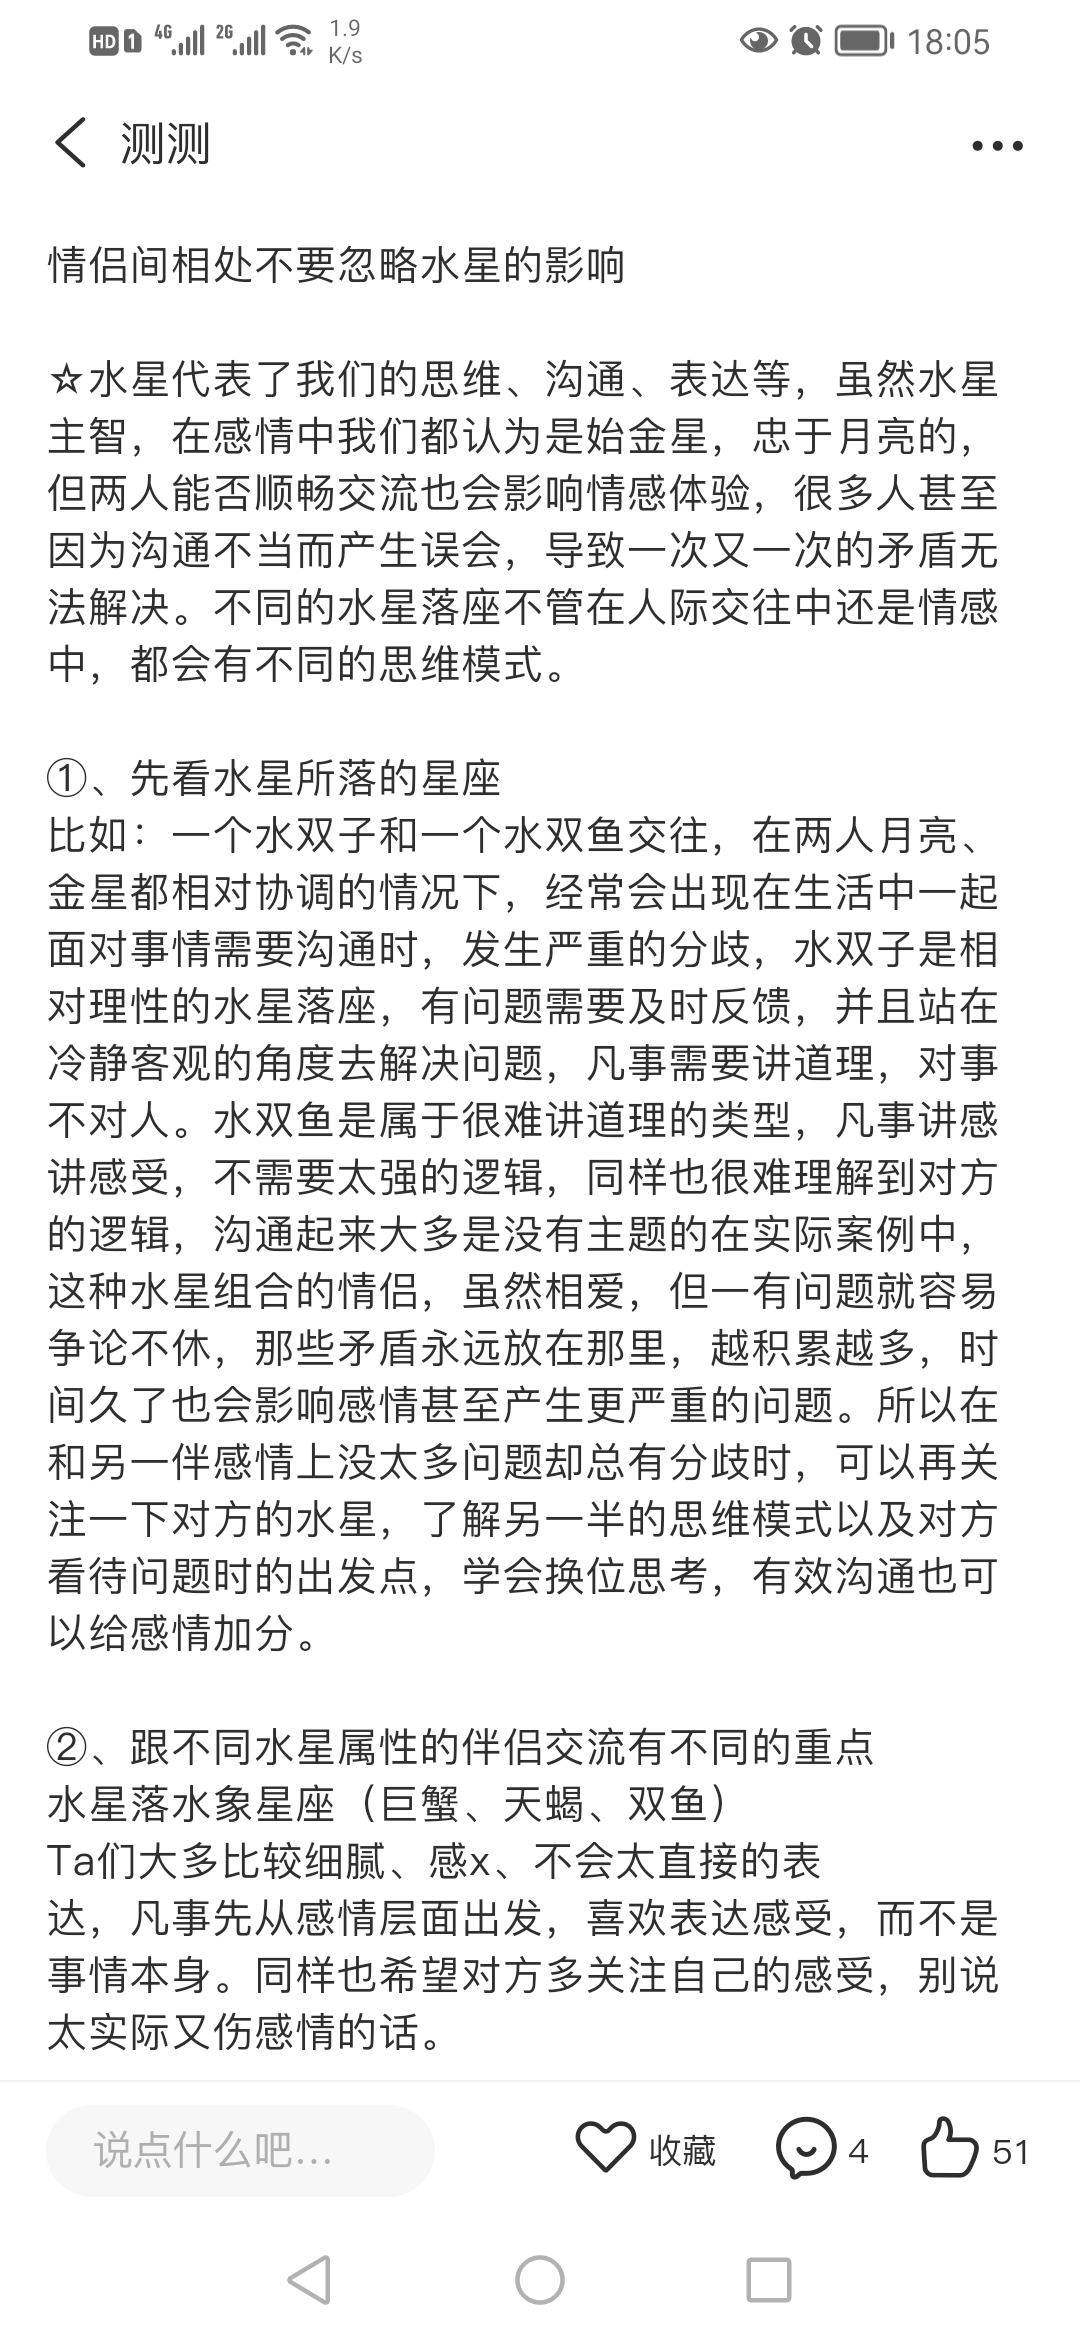 HD 1 4G 2G 1.9 K/s 18:05
测测
情侣间相处不要忽略水星的影响
☆水星代表了我们的思维、沟通、表达等，虽然水星
主智，在感情中我们都认为是始金星，忠于月亮的，
但两人能否顺畅交流也会影响情感体验，很多人甚至
因为沟通不当而产生误会，导致一次又一次的矛盾无
法解决。不同的水星落座不管在人际交往中还是情感
中，都会有不同的思维模式。
①、先看水星所落的星座
比如：一个水双子和一个水双鱼交往，在两人月亮、
金星都相对协调的情况下，经常会出现在生活中一起
面对事情需要沟通时，发生严重的分歧，水双子是相
对理性的水星落座，有问题需要及时反馈，并且站在
冷静客观的角度去解决问题，凡事需要讲道理，对事
不对人。水双鱼是属于很难讲道理的类型，凡事讲感
讲感受，不需要太强的逻辑，同样也很难理解到对方
的逻辑，沟通起来大多是没有主题的在实际案例中，
这种水星组合的情侣，虽然相爱，但一有问题就容易
争论不休，那些矛盾永远放在那里，越积累越多，时
间久了也会影响感情甚至产生更严重的问题。所以在
和另一伴感情上没太多问题却总有分歧时，可以再关
注一下对方的水星，了解另一半的思维模式以及对方
看待问题时的出发点，学会换位思考，有效沟通也可
以给感情加分。
②、跟不同水星属性的伴侣交流有不同的重点
水星落水象星座（巨蟹、天蝎、双鱼）
Ta们大多比较细腻、感x、不会太直接的表
达，凡事先从感情层面出发，喜欢表达感受，而不是
事情本身。同样也希望对方多关注自己的感受，别说
太实际又伤感情的话。
说点什么吧... 收藏 4 51